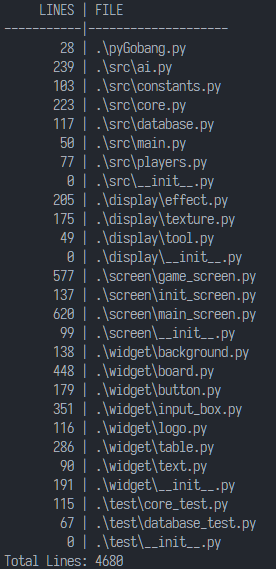 LINES | FILE
-----------|-------------------
28 | .\pyGobang.py
239 | .\src\ai.py
103 | .\src\constants.py
223 | .\src\core.py
117 | .\src\database.py
50 | .\src\main.py
77 | .\src\players.py
0 | .\src\__init__.py
205 | .\display\effect.py
175 | .\display\texture.py
49 | .\display\tool.py
0 | .\display\__init__.py
577 | .\screen\game_screen.py
137 | .\screen\init_screen.py
620 | .\screen\main_screen.py
99 | .\screen\__init__.py
138 | .\widget\background.py
448 | .\widget\board.py
179 | .\widget\button.py
351 | .\widget\input_box.py
116 | .\widget\logo.py
286 | .\widget\table.py
90 | .\widget\text.py
191 | .\widget\__init__.py
115 | .\test\core_test.py
67 | .\test\database_test.py
0 | .\test\__init__.py
Total Lines: 4680